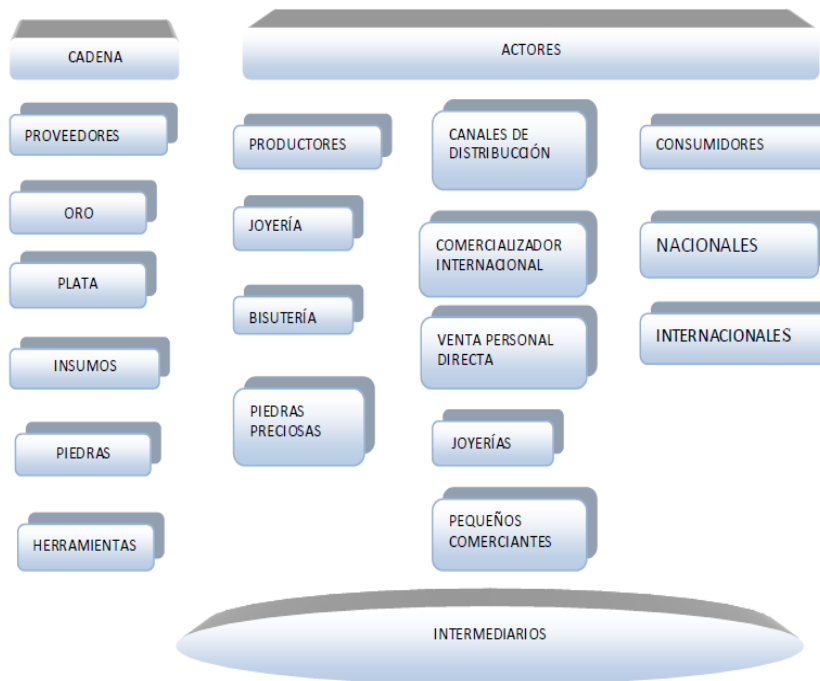 CADENA
ACTORES
PROVEEDORES
ORO
PLATA
INSUMOS
PIEDRAS
HERRAMIENTAS
PRODUCTORES
JOYERÍA
BISUTERÍA
PIEDRAS
PRECIOSAS
CANALES DE
DISTRIBUCCIÓN
COMERCIALIZADOR
INTERNACIONAL
VENTA PERSONAL
DIRECTA
JOYERÍAS
PEQUEÑOS
COMERCIANTES
CONSUMIDORES
NACIONALES
INTERNACIONALES
INTERMEDIARIOS